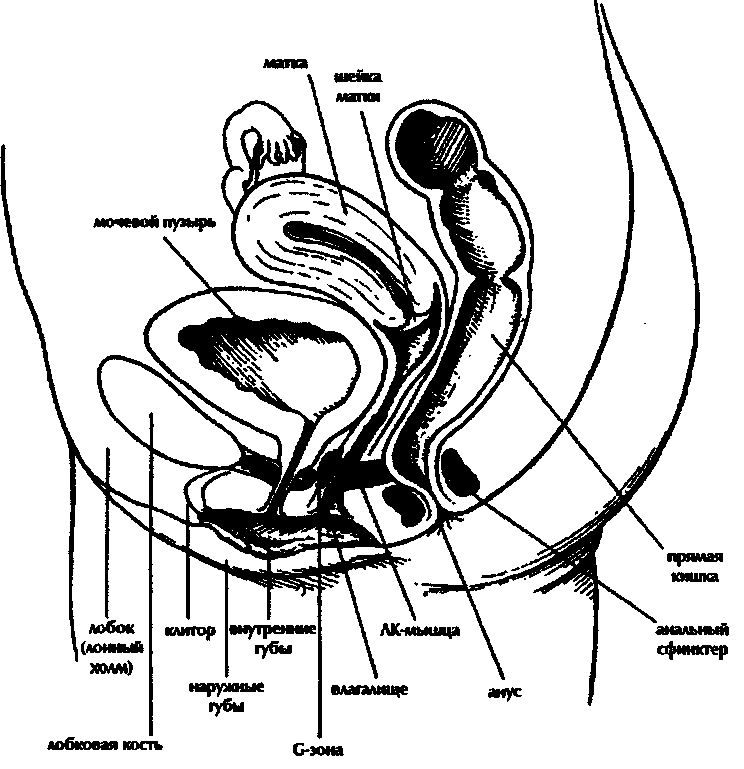 матка
шейка
матки
мочевой пузырь
прямая
кишка
лобок
(лонный
холм)
клитор
внутренние
губы
ЛК-мышца
анальный
сфинктер
наружные
губы
влагалище
анус
лобковая кость
G-зона